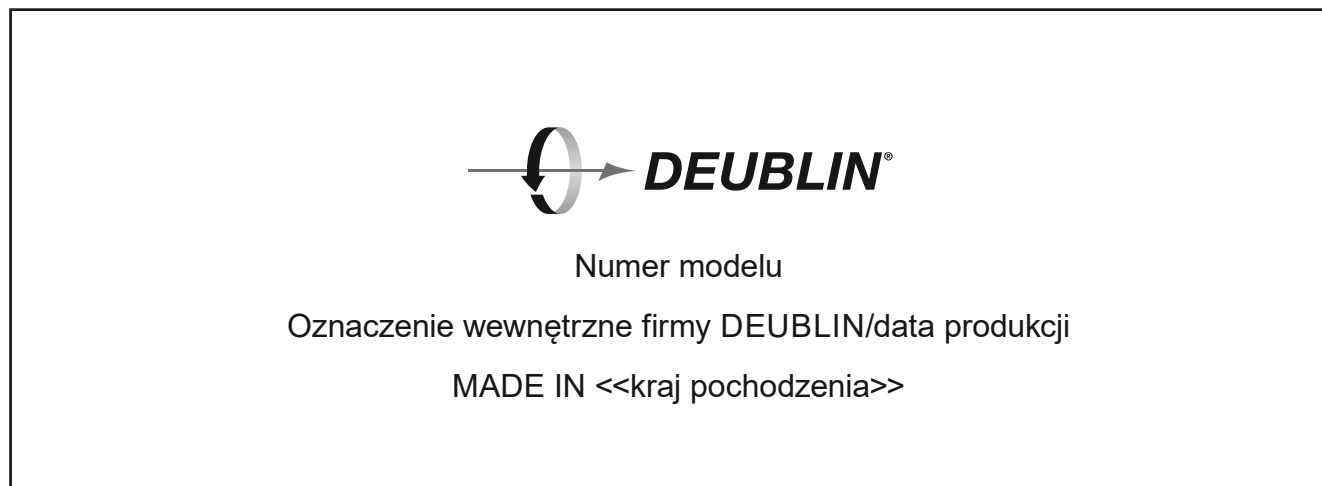 DEUBLIN®
Numer modelu
Oznaczenie wewnętrzne firmy DEUBLIN/data produkcji
MADE IN <<kraj pochodzenia>>